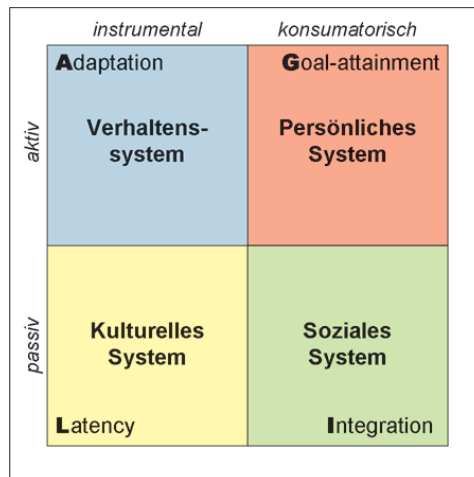 instrumental konsumatorisch
aktiv
Adaptation
Goal-attainment
Verhaltens-
system
Persönliches
System
passiv
Kulturelles
System
Soziales
System
Latency
Integration